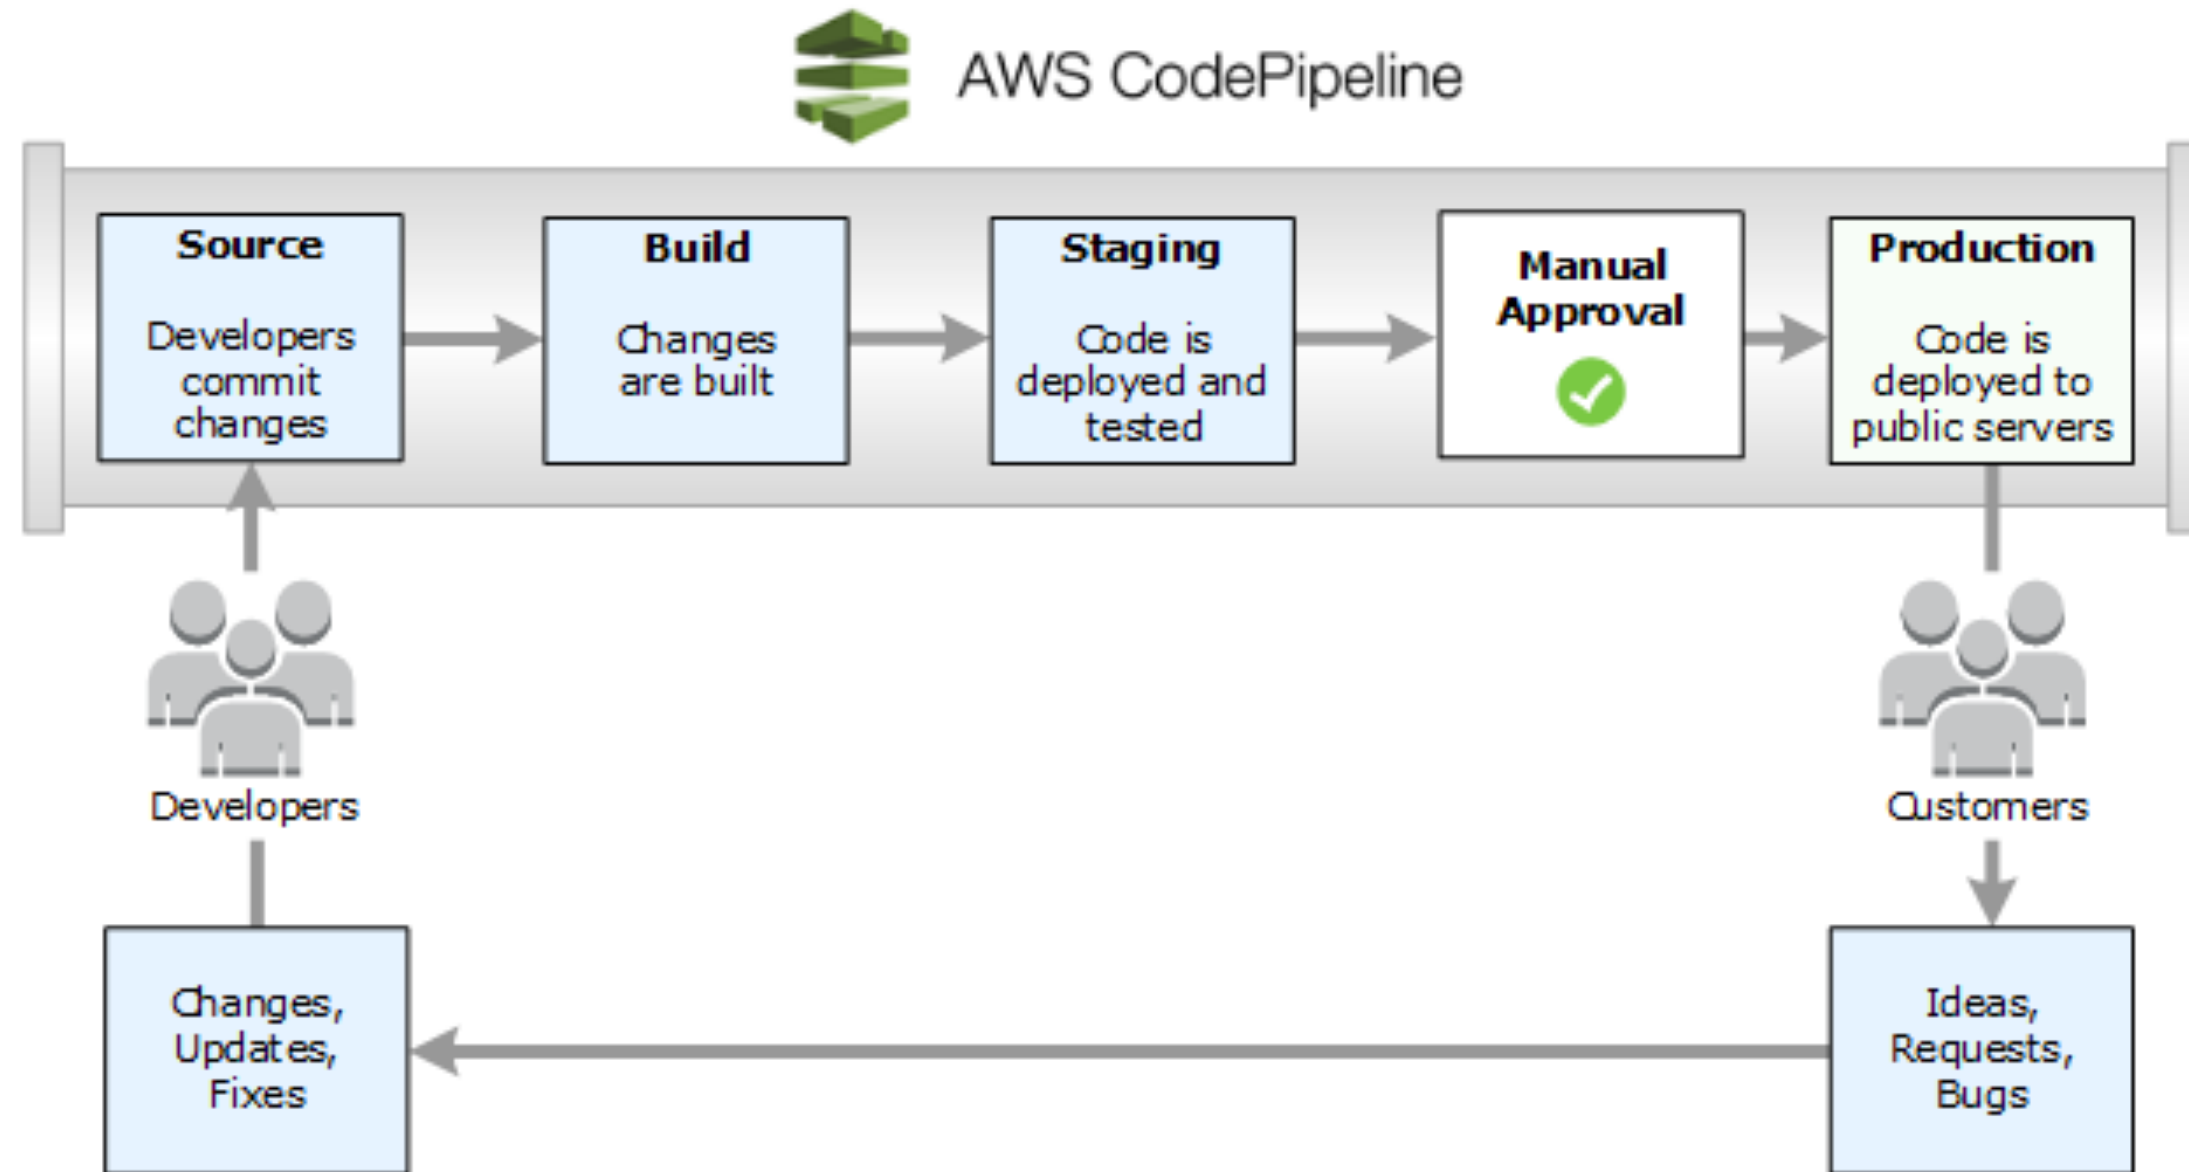 AWS CodePipeline
Source
Developers
commit
changes
Build
Changes
are built
Staging
Code is
deployed and
tested
Manual
Approval
Production
Code is
deployed to
public servers
Developers
Customers
Changes,
Updates,
Fixes
Ideas,
Requests,
Bugs